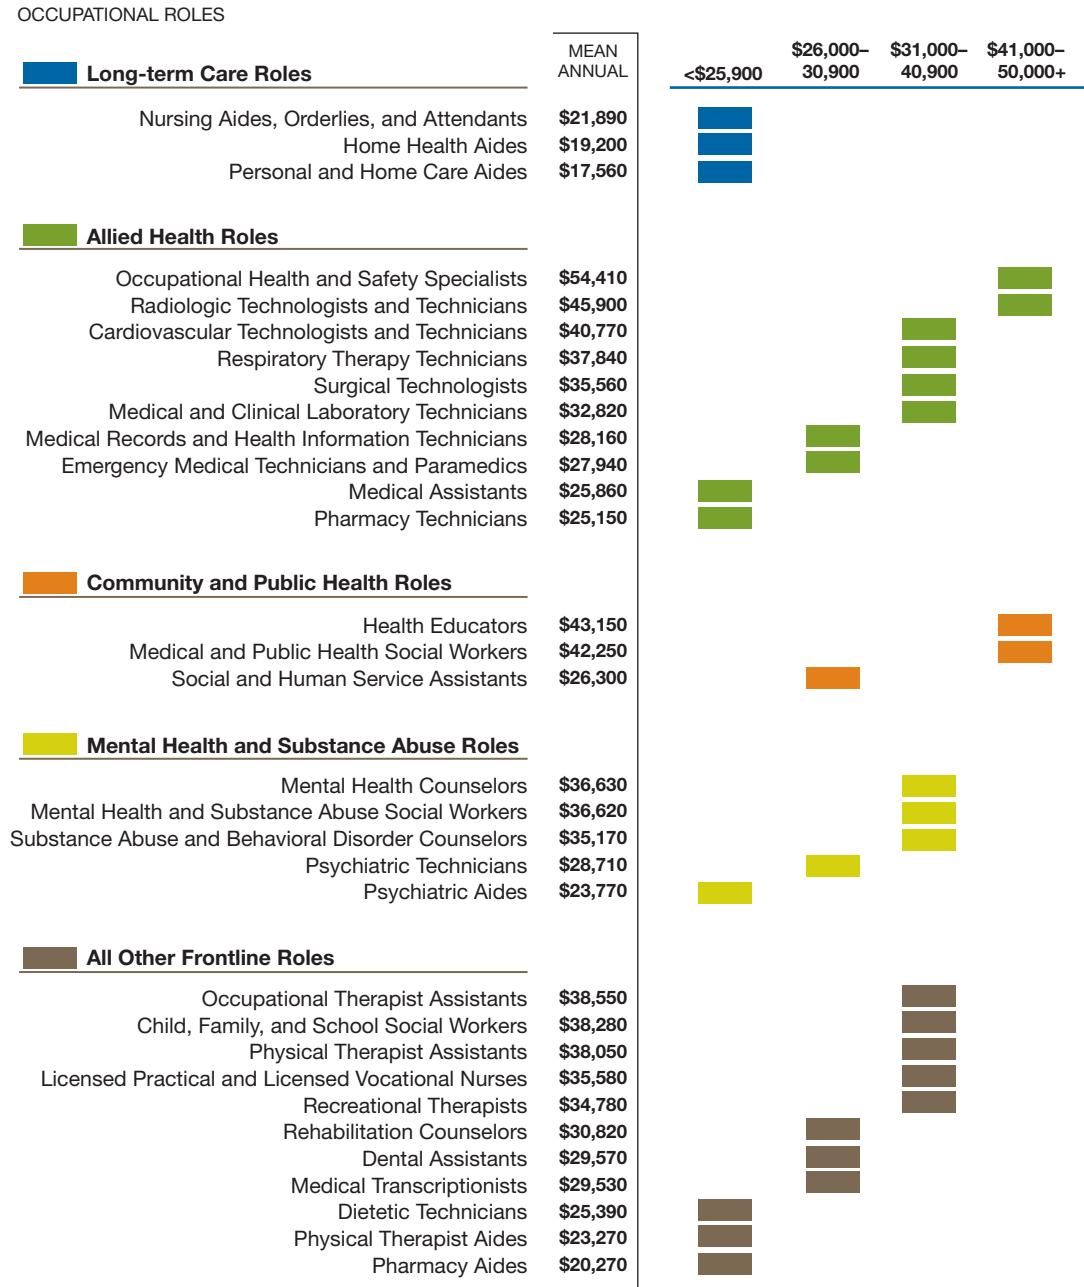 OCCUPATIONAL ROLES
MEAN
ANNUAL
<$25,900
$26,000–
30,900
$31,000–
40,900
$41,000–
50,000+
Long-term Care Roles
Nursing Aides, Orderlies, and Attendants $21,890
Home Health Aides $19,200
Personal and Home Care Aides $17,560
Allied Health Roles
Occupational Health and Safety Specialists $54,410
Radiologic Technologists and Technicians $45,900
Cardiovascular Technologists and Technicians $40,770
Respiratory Therapy Technicians $37,840
Surgical Technologists $35,560
Medical and Clinical Laboratory Technicians $32,820
Medical Records and Health Information Technicians $28,160
Emergency Medical Technicians and Paramedics $27,940
Medical Assistants $25,860
Pharmacy Technicians $25,150
Community and Public Health Roles
Health Educators $43,150
Medical and Public Health Social Workers $42,250
Social and Human Service Assistants $26,300
Mental Health and Substance Abuse Roles
Mental Health Counselors $36,630
Mental Health and Substance Abuse Social Workers $36,620
Substance Abuse and Behavioral Disorder Counselors $35,170
Psychiatric Technicians $28,710
Psychiatric Aides $23,770
All Other Frontline Roles
Occupational Therapist Assistants $38,550
Child, Family, and School Social Workers $38,280
Physical Therapist Assistants $38,050
Licensed Practical and Licensed Vocational Nurses $35,580
Recreational Therapists $34,780
Rehabilitation Counselors $30,820
Dental Assistants $29,570
Medical Transcriptionists $29,530
Dietetic Technicians $25,390
Physical Therapist Aides $23,270
Pharmacy Aides $20,270